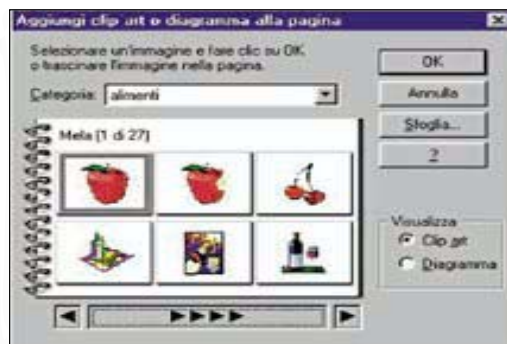 Aggiungi clip art o diagramma alla pagina
Selezionare un'immagine e fare clic su OK
o trascinare l'immagine nella pagina.
Categoria: alimenti
Mela [1 di 27]
OK
Annulla
Sfoglia...
?
Visualizza
Clip art
Diagramma